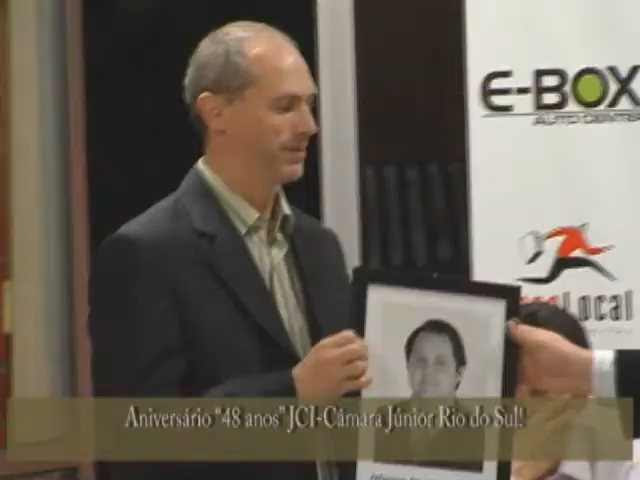 E-BOX
AUTO CENTER
Local
Aniversário “48 anos” JCI-Câmara Júnior Rio do Sul!